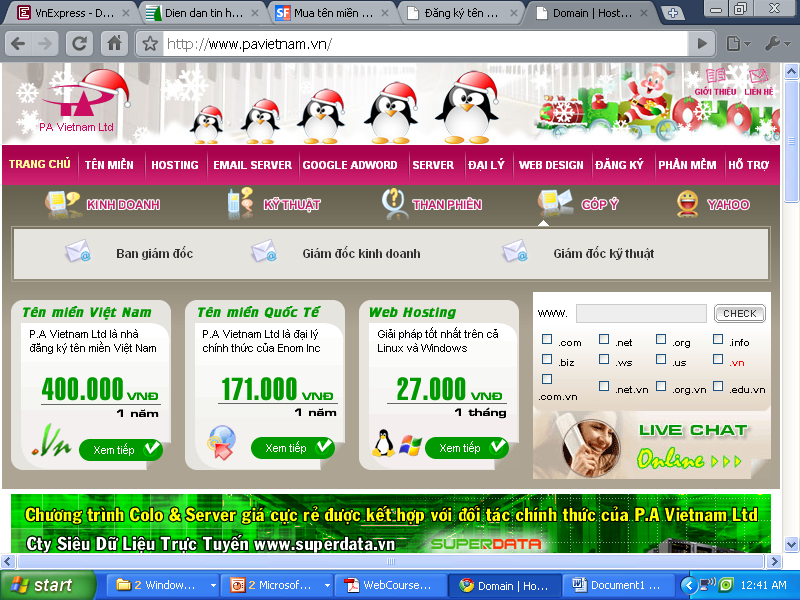 VnExpress - D...
Dien dan tin h...
SF Mua tên miền ...
Đăng ký tên ...
Domain | Host...
http://www.pavietnam.vn/
PA Vietnam Ltd
GIỚI THIỆU LIÊN HỆ
TRANG CHỦ TÊN MIỀN HOSTING EMAIL SERVER GOOGLE ADWORD SERVER ĐẠI LÝ WEB DESIGN ĐĂNG KÝ PHẦN MỀM HỖ TRỢ
KINH DOANH KỸ THUẬT THAN PHIỀN GÓP Ý YAHOO
Ban giám đốc Giám đốc kinh doanh Giám đốc kỹ thuật
Tên miền Việt Nam
P.A Vietnam Ltd là nhà
đăng ký tên miền Việt Nam
400.000 VNĐ
1 năm
.Vn Xem tiếp
Tên miền Quốc Tế
P.A Vietnam Ltd là đại lý
chính thức của Enom Inc
171.000 VNĐ
1 năm
Xem tiếp
Web Hosting
Giải pháp tốt nhất trên cả
Linux và Windows
27.000 VNĐ
1 tháng
Xem tiếp
www. CHECK
.com .net .org .info
.biz .ws .us .vn
.com.vn .net.vn .org.vn .edu.vn
LIVE CHAT
Online
Chương trình Colo & Server giá cực rẻ được kết hợp với đối tác chính thức của P.A Vietnam Ltd
Cty Siêu Dữ Liệu Trực Tuyến www.superdata.vn SUPERDATA
start 2 Window... 2 Microsof... WebCourse... Domain | Ho... Document1 ... 12:41 AM